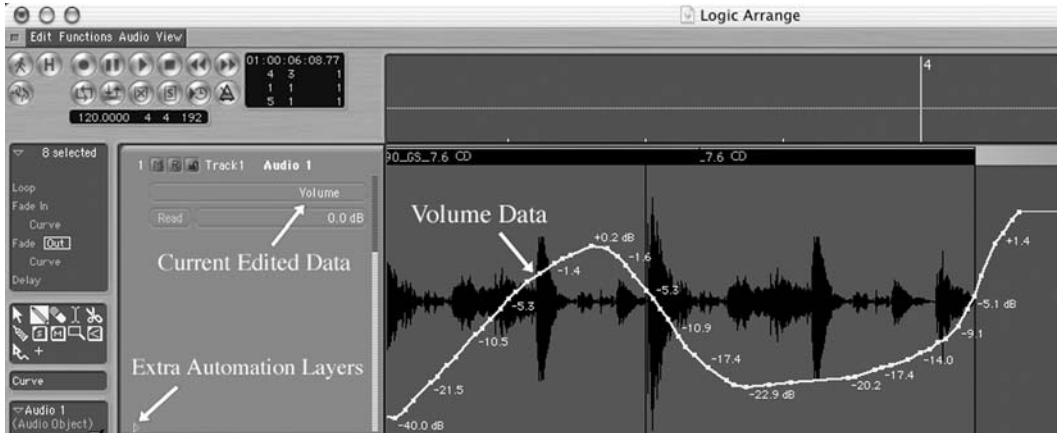 Logic Arrange
Edit Functions Audio View
H
01:00:06:08.77
4 3 1
1 1 1
5 1 1
120.0000 4 4 192
4
8 selected
Loop
Fade In
Curve
Fade Out
Curve
Delay
Curve
Audio 1
(Audio Object)
1 M R Track1 Audio 1
Volume
Read 0.0 dB
Current Edited Data
Extra Automation Layers
90_GS_7.6
_7.6
Volume Data
-40.0 dB
-21.5
-10.5
-5.3
-1.4
+0.2 dB
-1.6
-5.3
-10.9
-17.4
-22.9 dB
-20.2
-17.4
-14.0
-9.1
-5.1 dB
+1.4